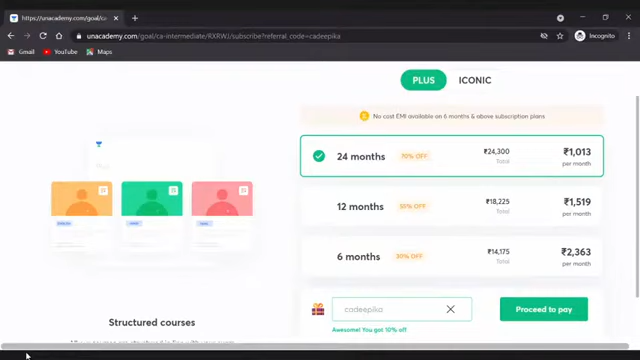 https://unacademy.com/goal/ca-
unacademy.com/goal/ca-intermediate/RXRWJ/subscribe?referral_code=cadeepika
Incognito
Gmail YouTube Maps
PLUS ICONIC
No cost EMI available on 6 months & above subscription plans
24 months 70% OFF ₹24,300 ₹1,013
Total per month
12 months 55% OFF ₹18,225 ₹1,519
Total per month
6 months 30% OFF ₹14,175 ₹2,363
Total per month
cadeepika Proceed to pay
Awesome! You got 10% off
Structured courses